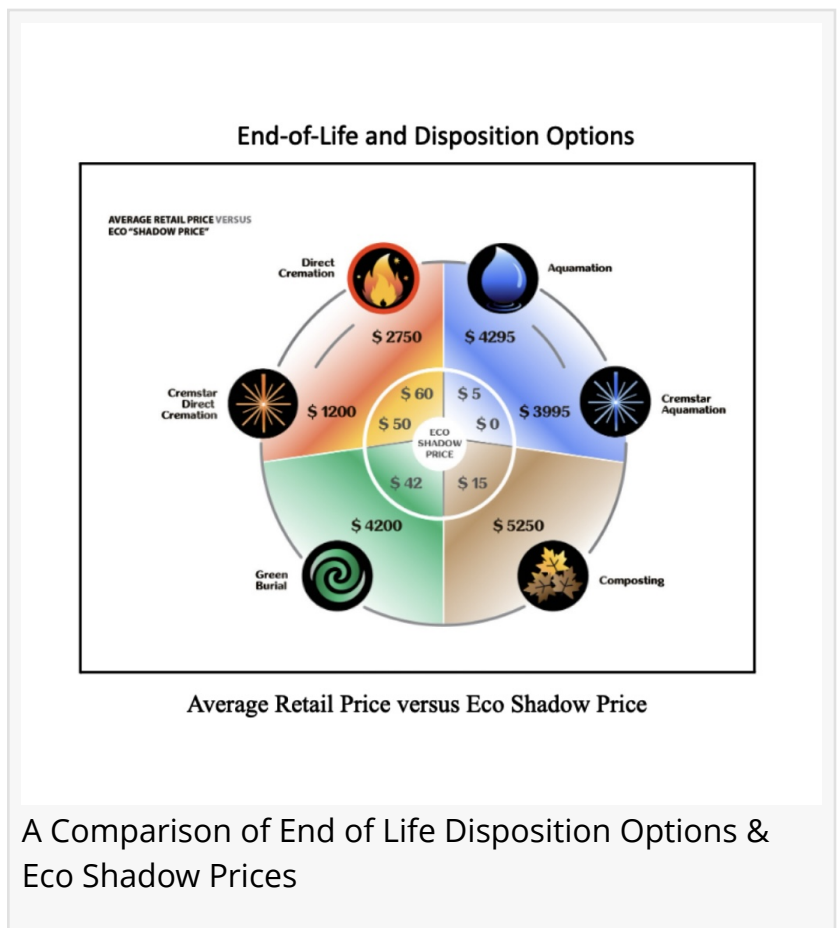 End-of-Life and Disposition Options
AVERAGE RETAIL PRICE VERSUS
ECO "SHADOW PRICE"
Direct
Cremation
Aquamation
$ 2750
$ 4295
Cremstar
Direct
Cremation
$ 1200
$ 60
$ 5
$ 3995
Cremstar
Aquamation
$ 50
$ 0
ECO
SHADOW
PRICE
$ 42
$ 15
$ 4200
$ 5250
Green
Burial
Composting
Average Retail Price versus Eco Shadow Price
A Comparison of End of Life Disposition Options &
Eco Shadow Prices